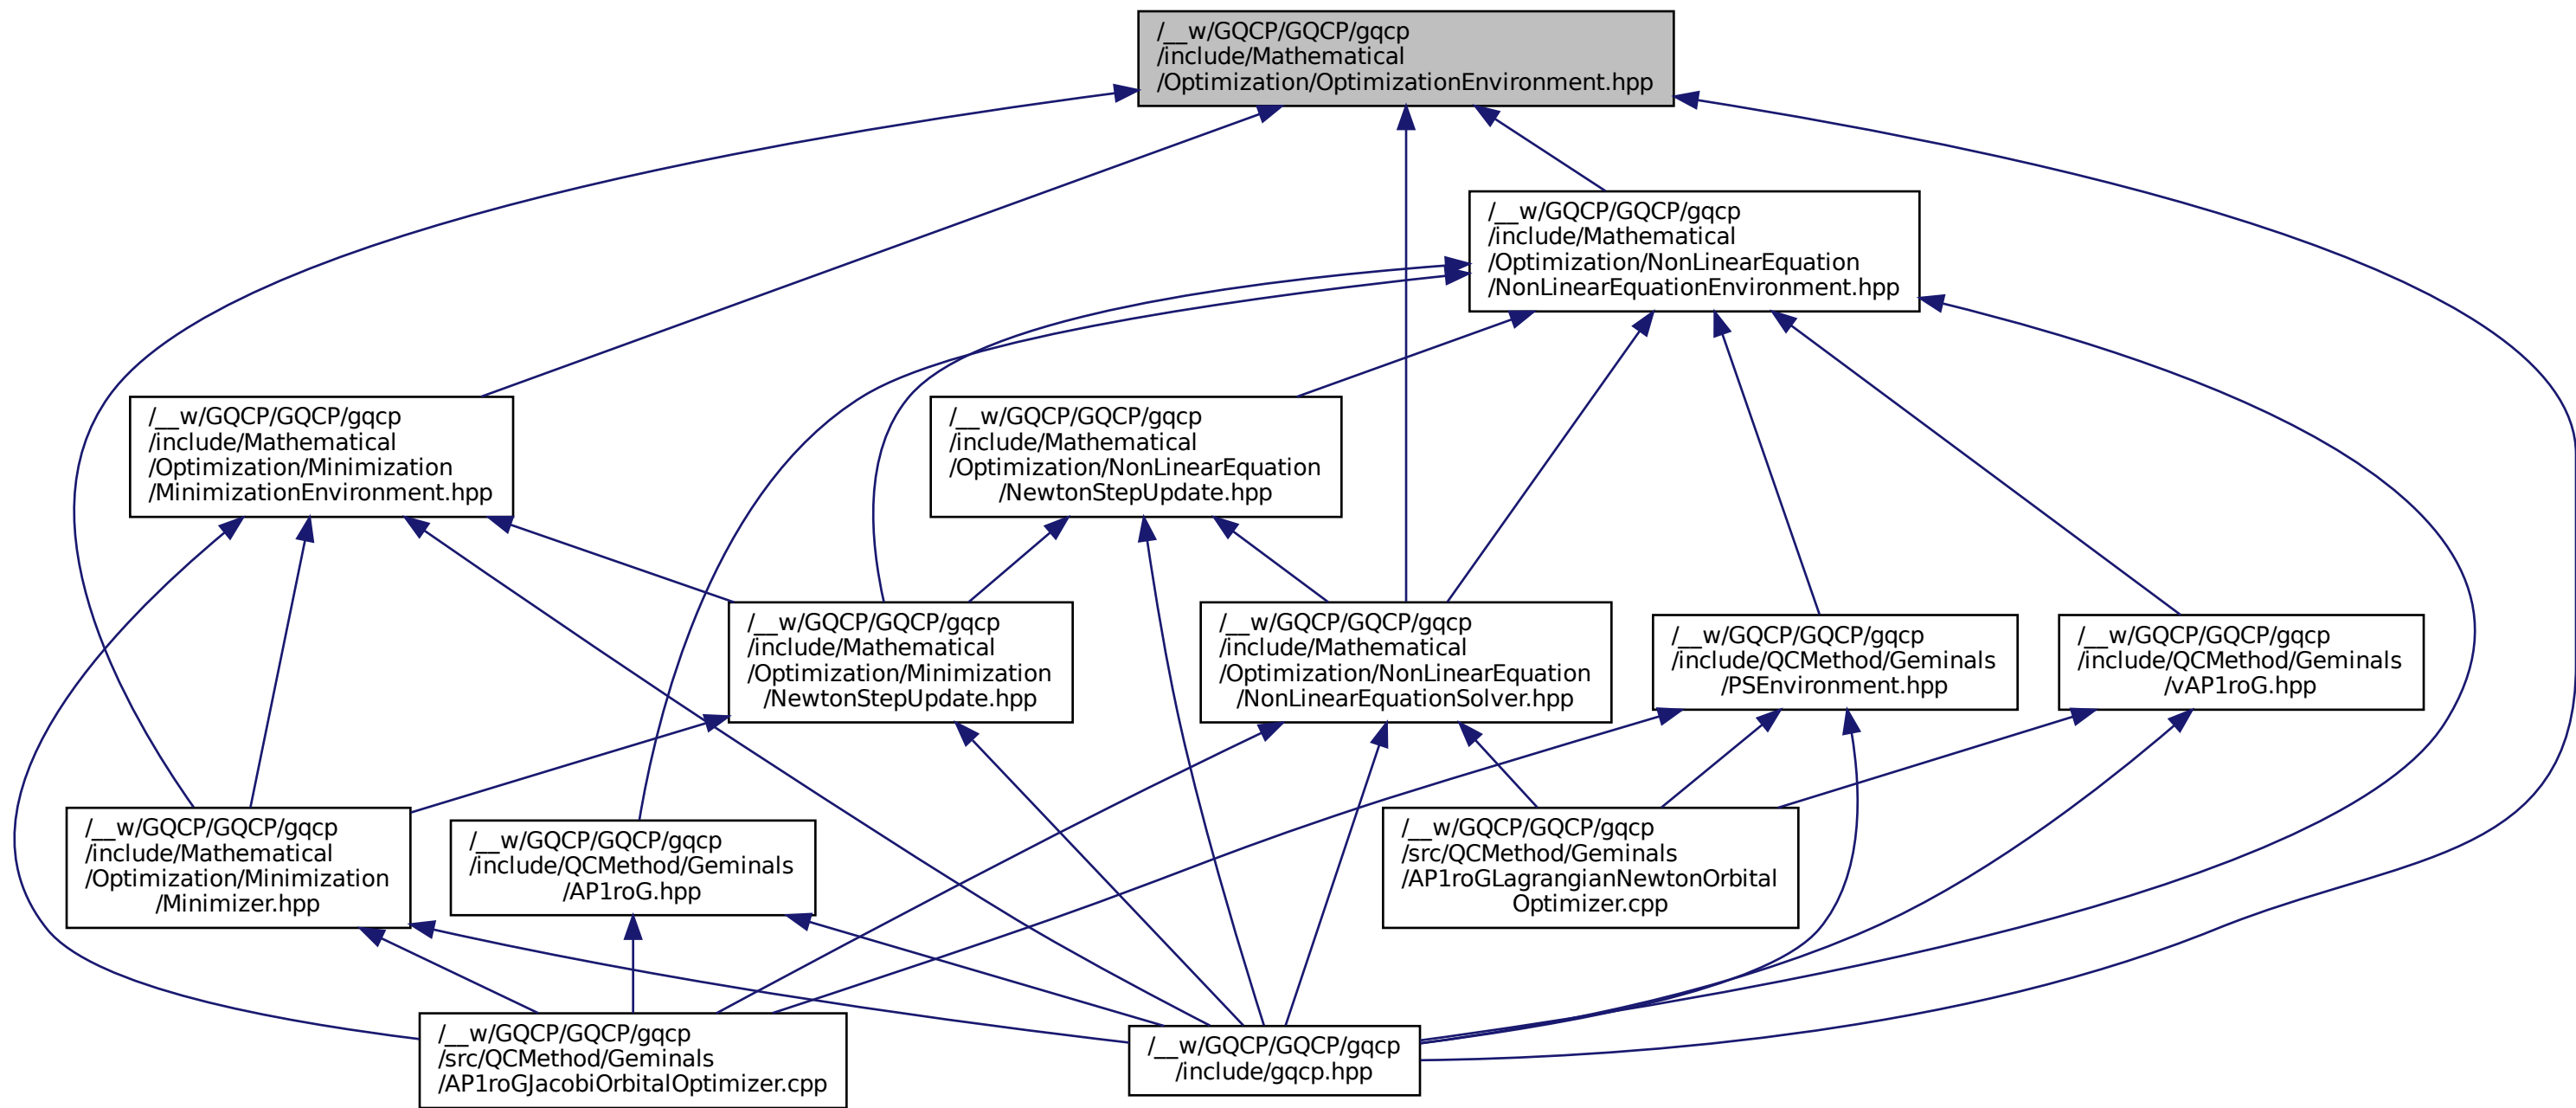 /__w/GQCP/GQCP/gqcp
/include/Mathematical
/Optimization/OptimizationEnvironment.hpp
/__w/GQCP/GQCP/gqcp
/include/Mathematical
/Optimization/NonLinearEquation
/NonLinearEquationEnvironment.hpp
/__w/GQCP/GQCP/gqcp
/include/Mathematical
/Optimization/Minimization
/MinimizationEnvironment.hpp
/__w/GQCP/GQCP/gqcp
/include/Mathematical
/Optimization/NonLinearEquation
/NewtonStepUpdate.hpp
/__w/GQCP/GQCP/gqcp
/include/Mathematical
/Optimization/Minimization
/NewtonStepUpdate.hpp
/__w/GQCP/GQCP/gqcp
/include/Mathematical
/Optimization/NonLinearEquation
/NonLinearEquationSolver.hpp
/__w/GQCP/GQCP/gqcp
/include/QCMethod/Geminals
/PSEnvironment.hpp
/__w/GQCP/GQCP/gqcp
/include/QCMethod/Geminals
/vAP1roG.hpp
/__w/GQCP/GQCP/gqcp
/include/Mathematical
/Optimization/Minimization
/Minimizer.hpp
/__w/GQCP/GQCP/gqcp
/include/QCMethod/Geminals
/AP1roG.hpp
/__w/GQCP/GQCP/gqcp
/src/QCMethod/Geminals
/AP1roGLagrangianNewtonOrbital
Optimizer.cpp
/__w/GQCP/GQCP/gqcp
/src/QCMethod/Geminals
/AP1roGJacobiOrbitalOptimizer.cpp
/__w/GQCP/GQCP/gqcp
/include/gqcp.hpp